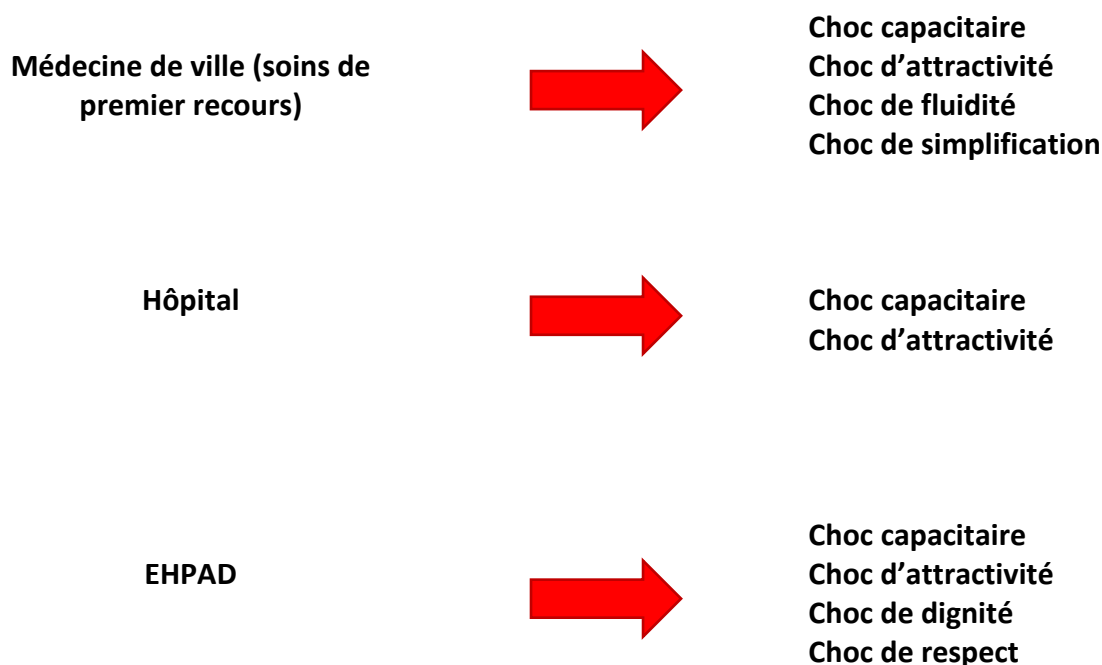 Médecine de ville (soins de
premier recours)
Choc capacitaire
Choc d’attractivité
Choc de fluidité
Choc de simplification
Hôpital
Choc capacitaire
Choc d’attractivité
EHPAD
Choc capacitaire
Choc d’attractivité
Choc de dignité
Choc de respect